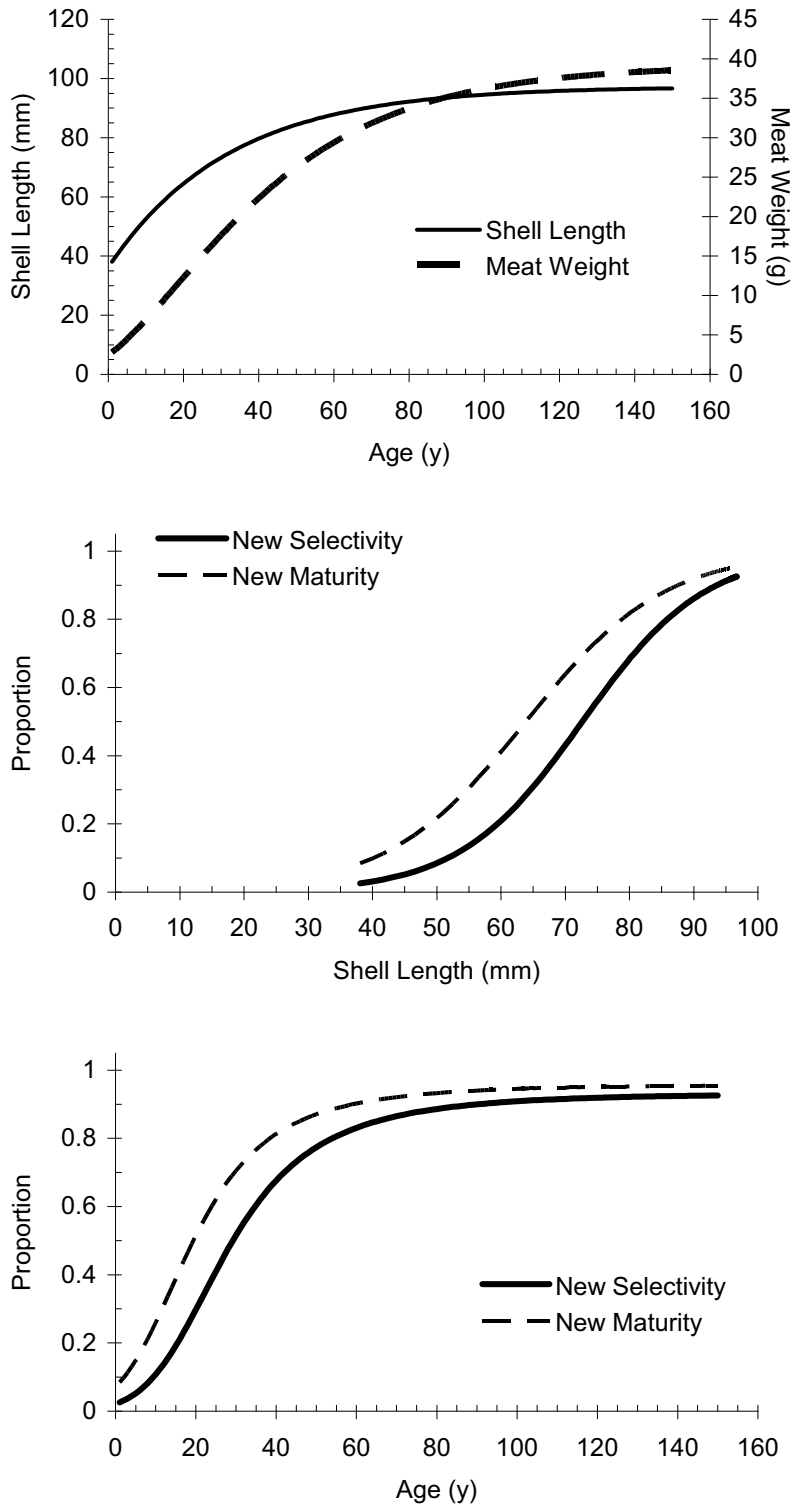 120
100
80
60
40
20
0
Shell Length (mm)
45
40
35
30
25
20
15
10
5
0
Meat Weight (g)
Shell Length
Meat Weight
0 20 40 60 80 100 120 140 160
Age (y)
New Selectivity
New Maturity
1
0.8
0.6
0.4
0.2
0
Proportion
0 10 20 30 40 50 60 70 80 90 100
Shell Length (mm)
1
0.8
0.6
0.4
0.2
0
Proportion
New Selectivity
New Maturity
0 20 40 60 80 100 120 140 160
Age (y)